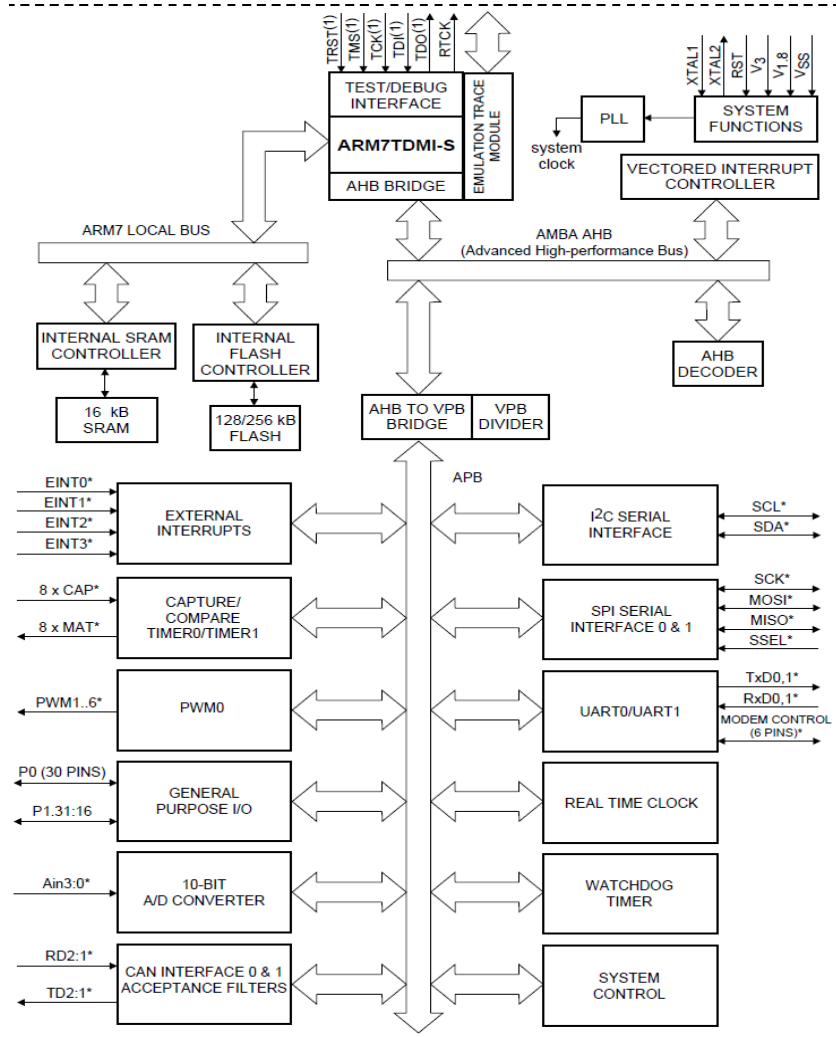 TRST(1)
TMS(1)
TCK(1)
TDI(1)
TDO(1)
RTCK
XTAL1
XTAL2
RST
V3
V1.8
VSS
TEST/DEBUG
INTERFACE
ARM7TDMI-S
AHB BRIDGE
EMULATION TRACE
MODULE
PLL
SYSTEM
FUNCTIONS
system
clock
VECTORED INTERRUPT
CONTROLLER
ARM7 LOCAL BUS
AMBA AHB
(Advanced High-performance Bus)
INTERNAL SRAM
CONTROLLER
INTERNAL
FLASH
CONTROLLER
AHB
DECODER
16 kB
SRAM
128/256 kB
FLASH
AHB TO VPB
BRIDGE
VPB
DIVIDER
APB
EINT0*
EINT1*
EINT2*
EINT3*
EXTERNAL
INTERRUPTS
I2C SERIAL
INTERFACE
SCL*
SDA*
8 x CAP*
8 x MAT*
CAPTURE/
COMPARE
TIMER0/TIMER1
SPI SERIAL
INTERFACE 0 & 1
SCK*
MOSI*
MISO*
SSEL*
PWM1..6*
PWM0
UART0/UART1
TxD0,1*
RxD0,1*
MODEM CONTROL
(6 PINS)*
P0 (30 PINS)
P1.31:16
GENERAL
PURPOSE I/O
REAL TIME CLOCK
Ain3:0*
10-BIT
A/D CONVERTER
WATCHDOG
TIMER
RD2:1*
TD2:1*
CAN INTERFACE 0 & 1
ACCEPTANCE FILTERS
SYSTEM
CONTROL